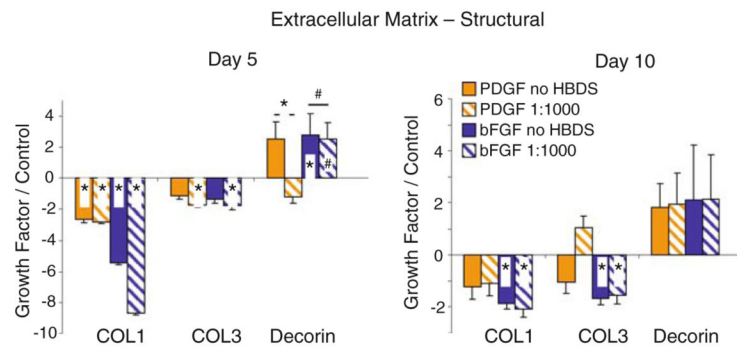 Extracellular Matrix – Structural
Day 5
Growth Factor / Control
4
2
0
-2
-4
-6
-8
-10
* * * *
* *
*
#
* #
COL1 COL3 Decorin
Day 10
PDGF no HBDS
PDGF 1:1000
bFGF no HBDS
bFGF 1:1000
Growth Factor / Control
6
4
2
0
-2
* *
* *
COL1 COL3 Decorin